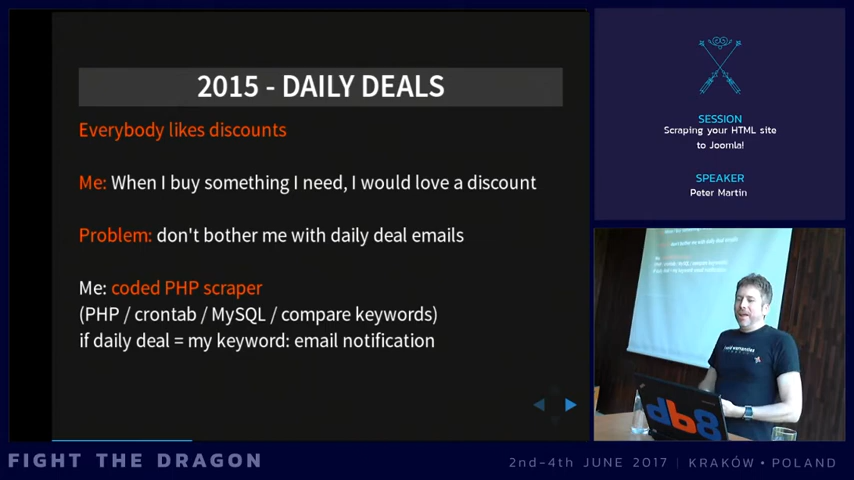 2015 - DAILY DEALS
Everybody likes discounts
Me: When I buy something I need, I would love a discount
Problem: don't bother me with daily deal emails
Me: coded PHP scraper
(PHP / crontab / MySQL / compare keywords)
if daily deal = my keyword: email notification
SESSION
Scraping your HTML site
to Joomla!
SPEAKER
Peter Martin
db8
FIGHT THE DRAGON
2nd-4th JUNE 2017 | KRAKÓW • POLAND